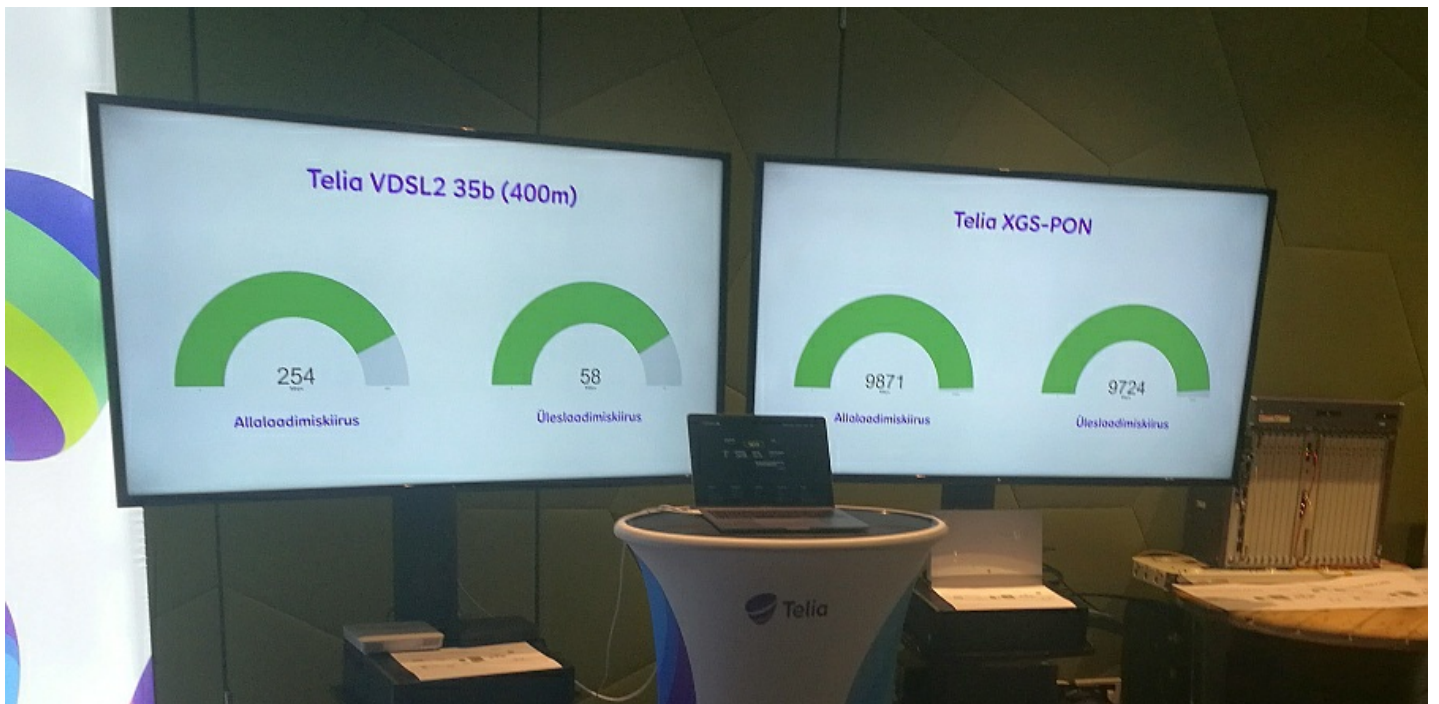 Telia VDSL2 35b (400m)
254
58
Allalaadimiskiirus
Üleslaadimiskiirus
Telia XGS-PON
9871
9724
Allalaadimiskiirus
Üleslaadimiskiirus
Telia